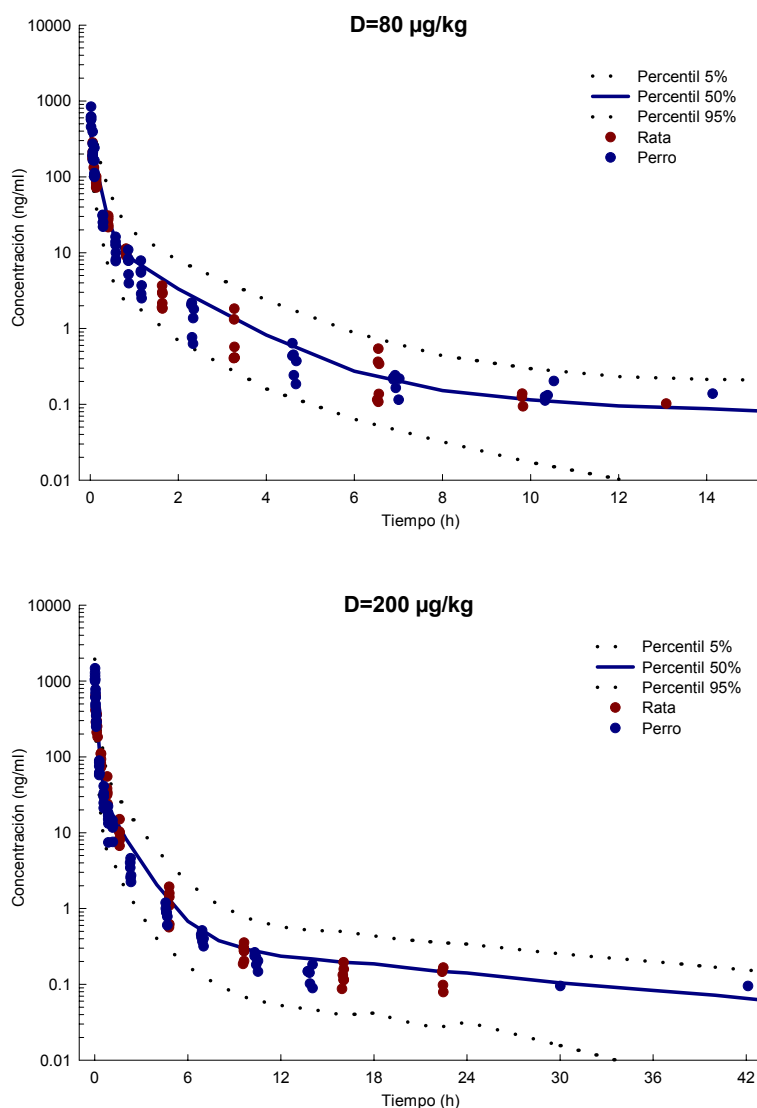 D=80 µg/kg
10000
1000
100
10
1
0.1
0.01
Concentración (ng/ml)
Percentil 5%
Percentil 50%
Percentil 95%
Rata
Perro
0 2 4 6 8 10 12 14
Tiempo (h)
D=200 µg/kg
10000
1000
100
10
1
0.1
0.01
Concentración (ng/ml)
Percentil 5%
Percentil 50%
Percentil 95%
Rata
Perro
0 6 12 18 24 30 36 42
Tiempo (h)